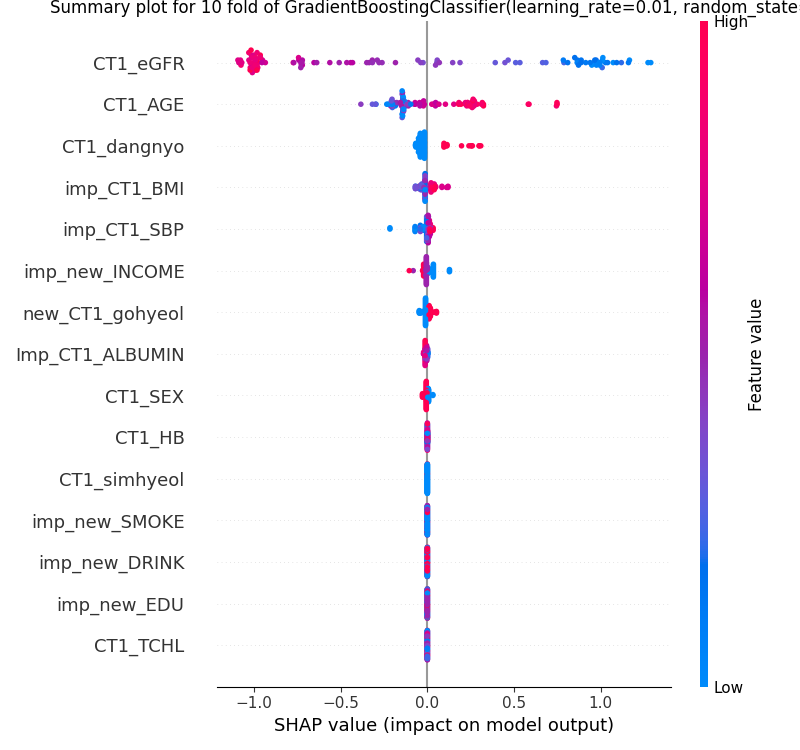 Summary plot for 10 fold of GradientBoostingClassifier(learning_rate=0.01, random_state=
High
CT1_eGFR
CT1_AGE
CT1_dangnyo
imp_CT1_BMI
imp_CT1_SBP
imp_new_INCOME
new_CT1_gohyeol
Imp_CT1_ALBUMIN
CT1_SEX
CT1_HB
CT1_simhyeol
imp_new_SMOKE
imp_new_DRINK
imp_new_EDU
CT1_TCHL
Feature value
Low
−1.0 −0.5 0.0 0.5 1.0
SHAP value (impact on model output)